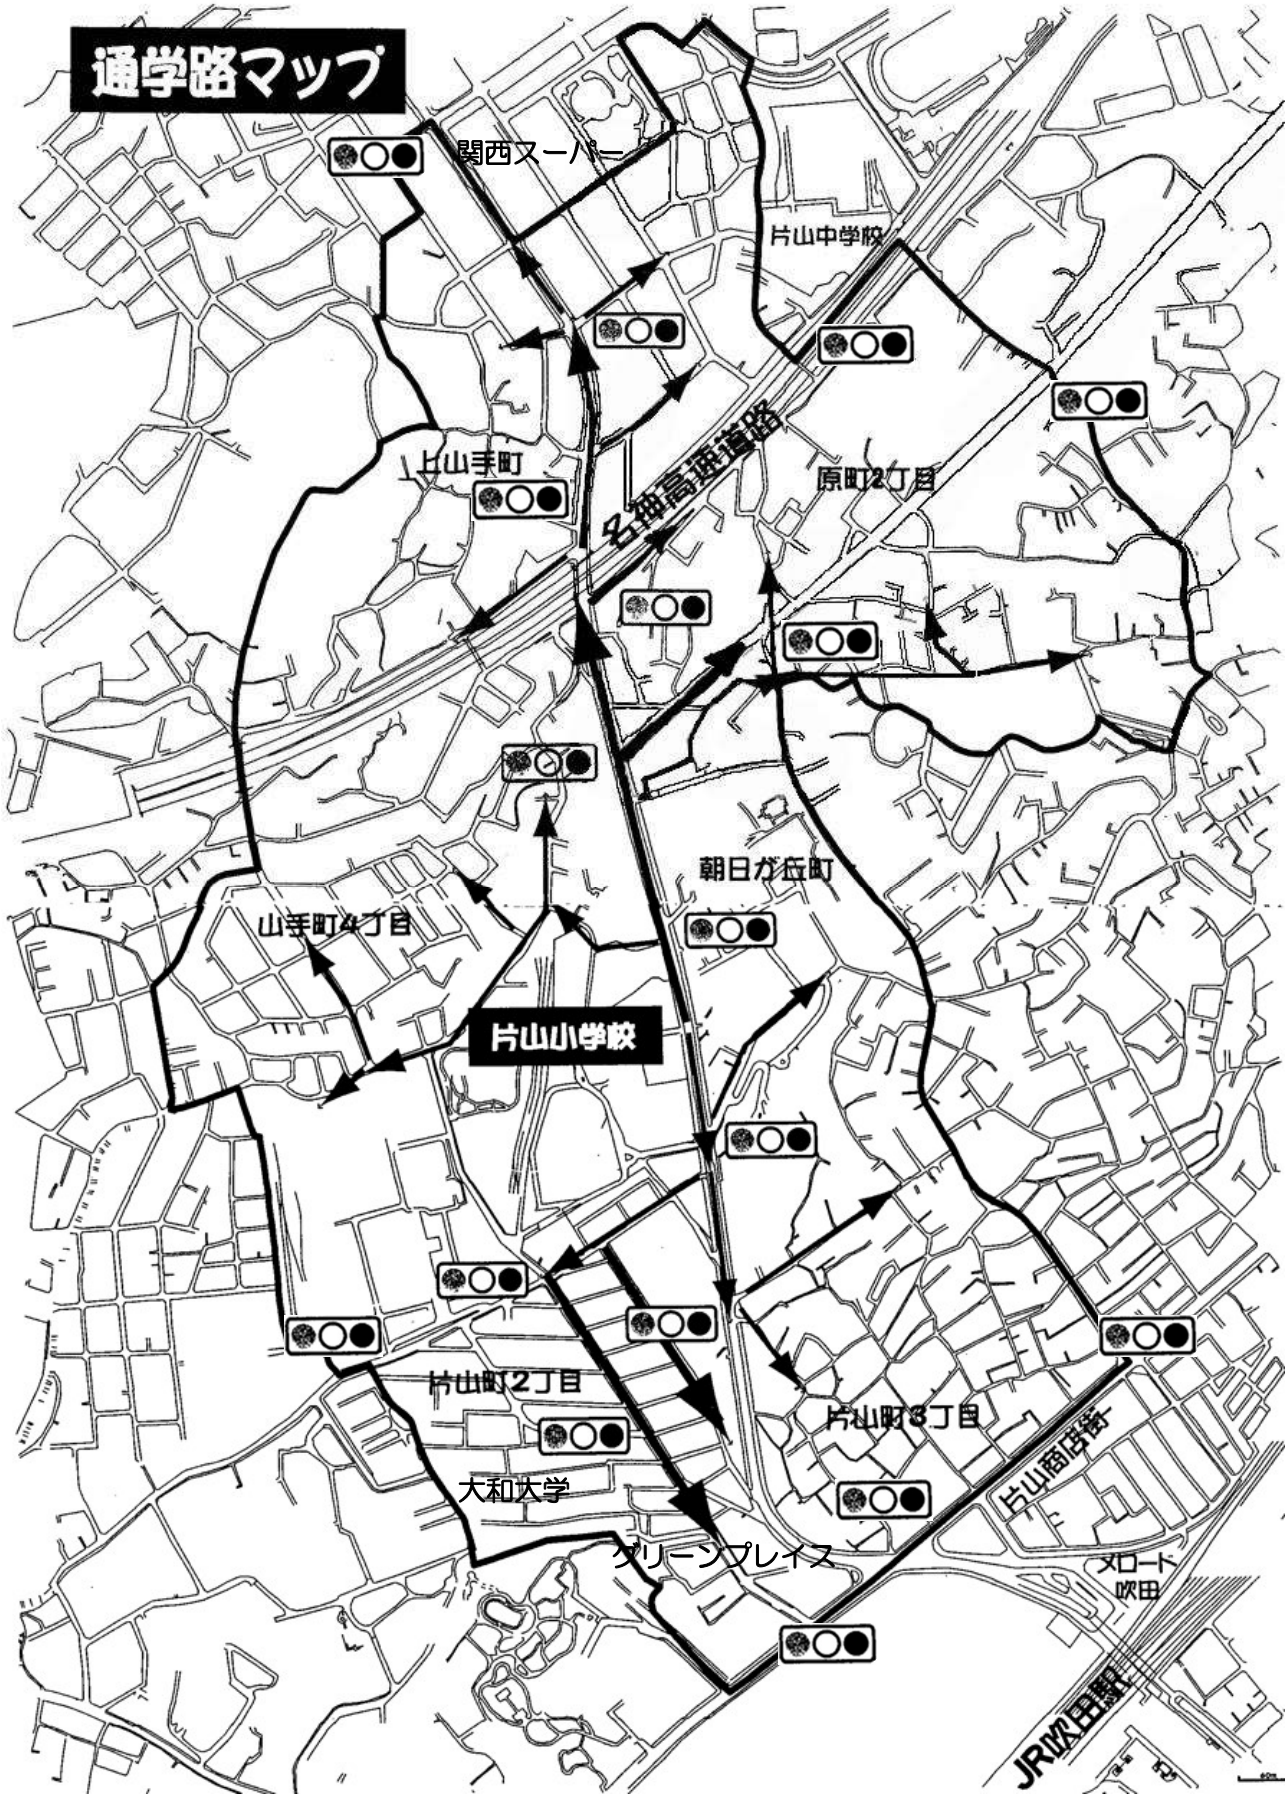 通学路マップ
関西スーパー
片山中学校
上山手町
名神高速道路
原町2丁目
朝日が丘町
山手町4丁目
片山小学校
片山町2丁目
片山町3丁目
大和大学
片山商店街
グリーンプレイス
メロード
吹田
JR吹田駅